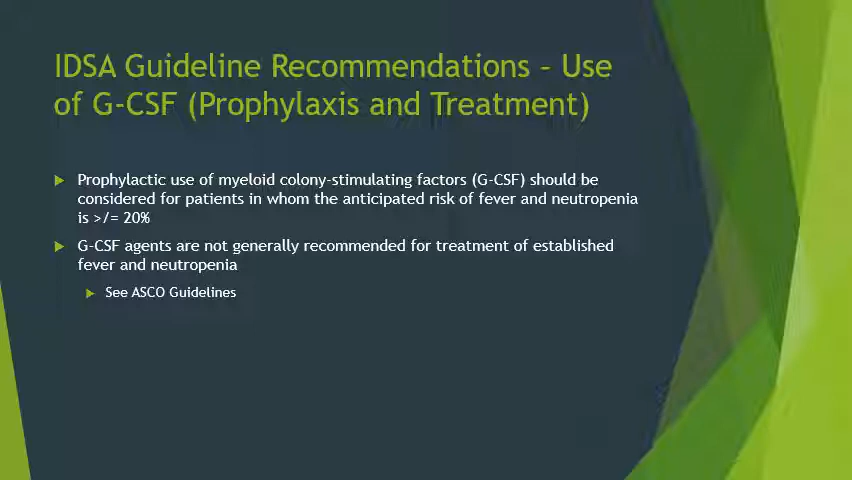 IDSA Guideline Recommendations – Use
of G-CSF (Prophylaxis and Treatment)
Prophylactic use of myeloid colony-stimulating factors (G-CSF) should be
considered for patients in whom the anticipated risk of fever and neutropenia
is >/= 20%
G-CSF agents are not generally recommended for treatment of established
fever and neutropenia
See ASCO Guidelines